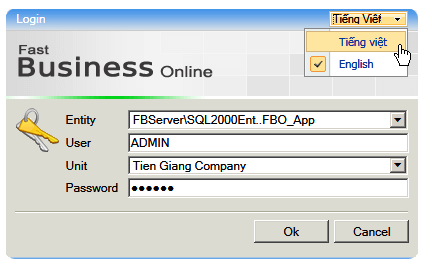 Login
Tiếng Việt
Tiếng việt
English
Fast
Business Online
Entity
FBServer\SQL2000Ent..FBO_App
User
ADMIN
Unit
Tien Giang Company
Password
●●●●●●
Ok
Cancel